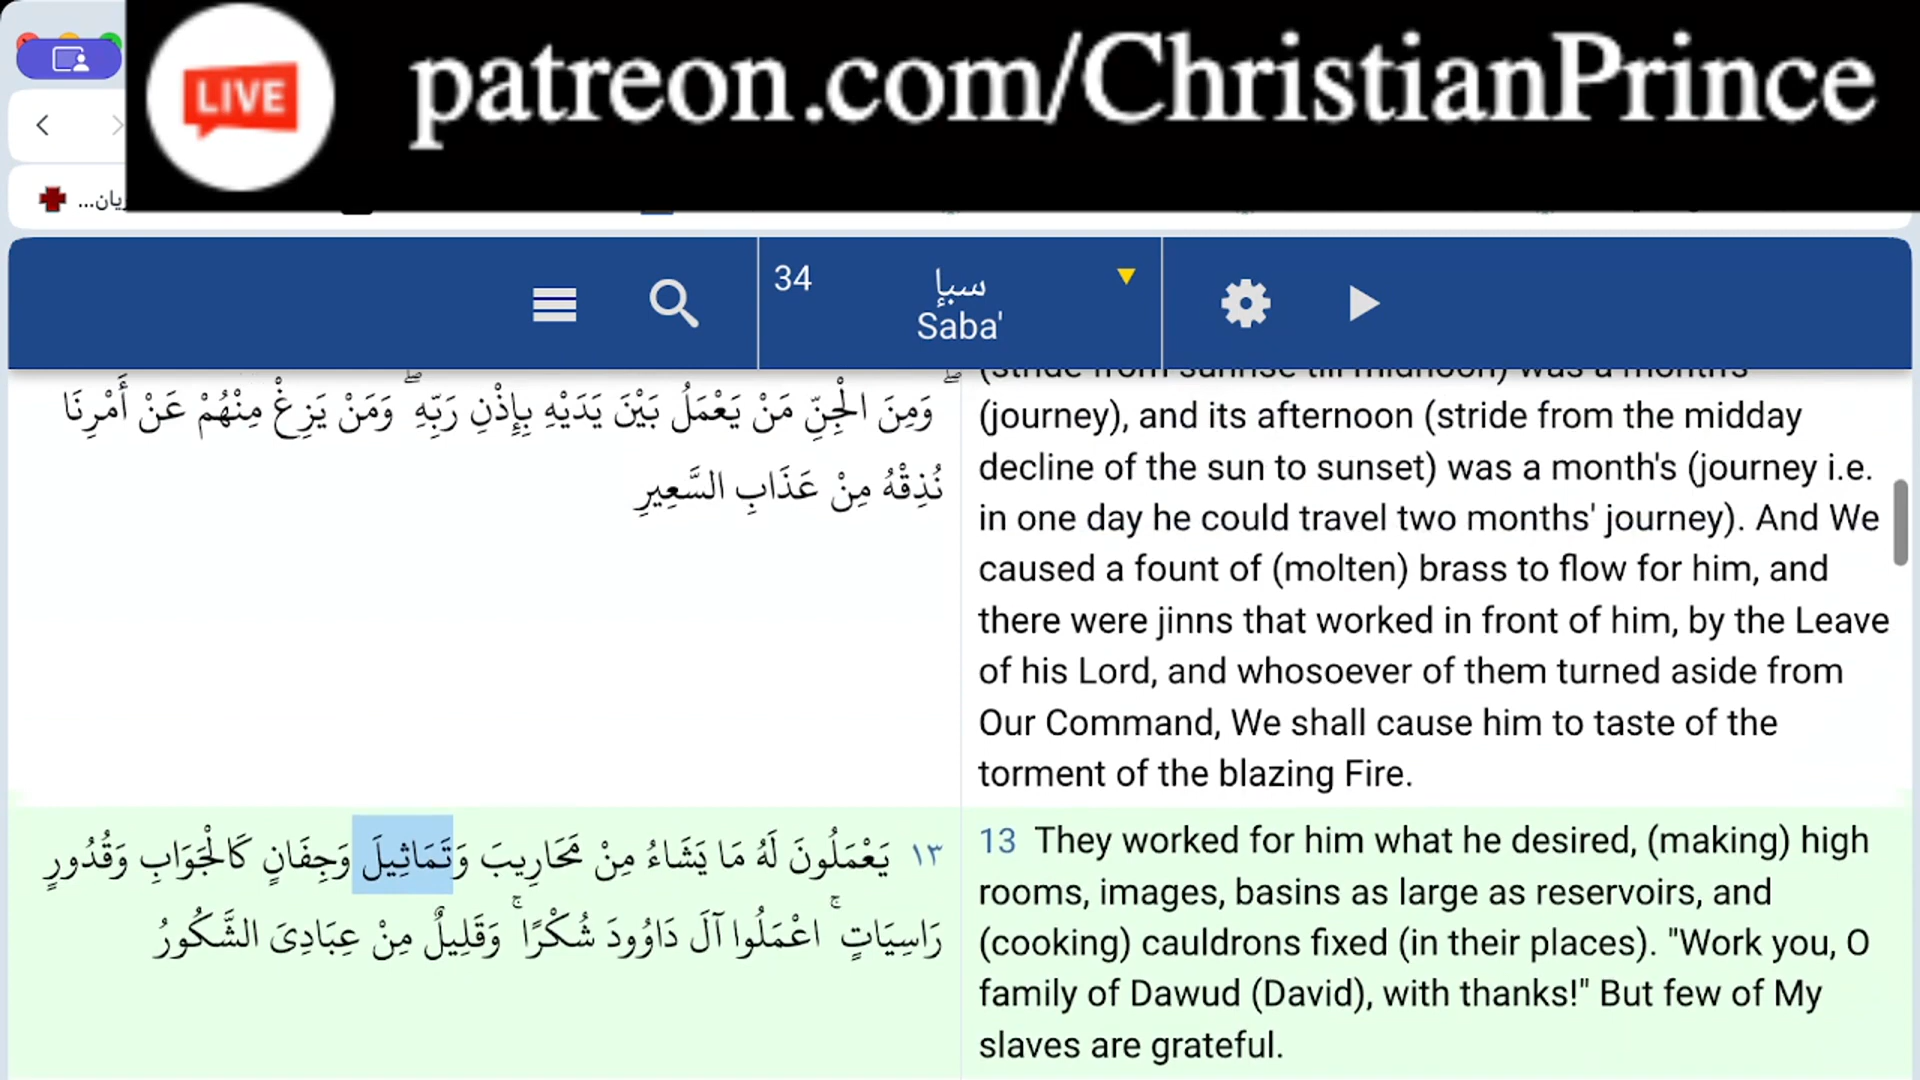 LIVE
patreon.com/ChristianPrince
34
سبإ
Saba'
وَمِنَ الْجِنِّ مَنْ يَعْمَلُ بَيْنَ يَدَيْهِ بِإِذْنِ رَبِّهِ ۖ وَمَنْ يَزِغْ مِنْهُمْ عَنْ أَمْرِنَا
نُذِقْهُ مِنْ عَذَابِ السَّعِيرِ
(stride from sunrise till midnoon) was a month's
(journey), and its afternoon (stride from the midday
decline of the sun to sunset) was a month's (journey i.e.
in one day he could travel two months' journey). And We
caused a fount of (molten) brass to flow for him, and
there were jinns that worked in front of him, by the Leave
of his Lord, and whosoever of them turned aside from
Our Command, We shall cause him to taste of the
torment of the blazing Fire.
١٣ يَعْمَلُونَ لَهُ مَا يَشَاءُ مِنْ مَحَارِيبَ وَتَمَاثِيلَ وَجِفَانٍ كَالْجَوَابِ وَقُدُورٍ
رَاسِيَاتٍ ۚ اعْمَلُوا آلَ دَاوُودَ شُكْرًا ۚ وَقَلِيلٌ مِنْ عِبَادِىَ الشَّكُورُ
13 They worked for him what he desired, (making) high
rooms, images, basins as large as reservoirs, and
(cooking) cauldrons fixed (in their places). "Work you, O
family of Dawud (David), with thanks!" But few of My
slaves are grateful.